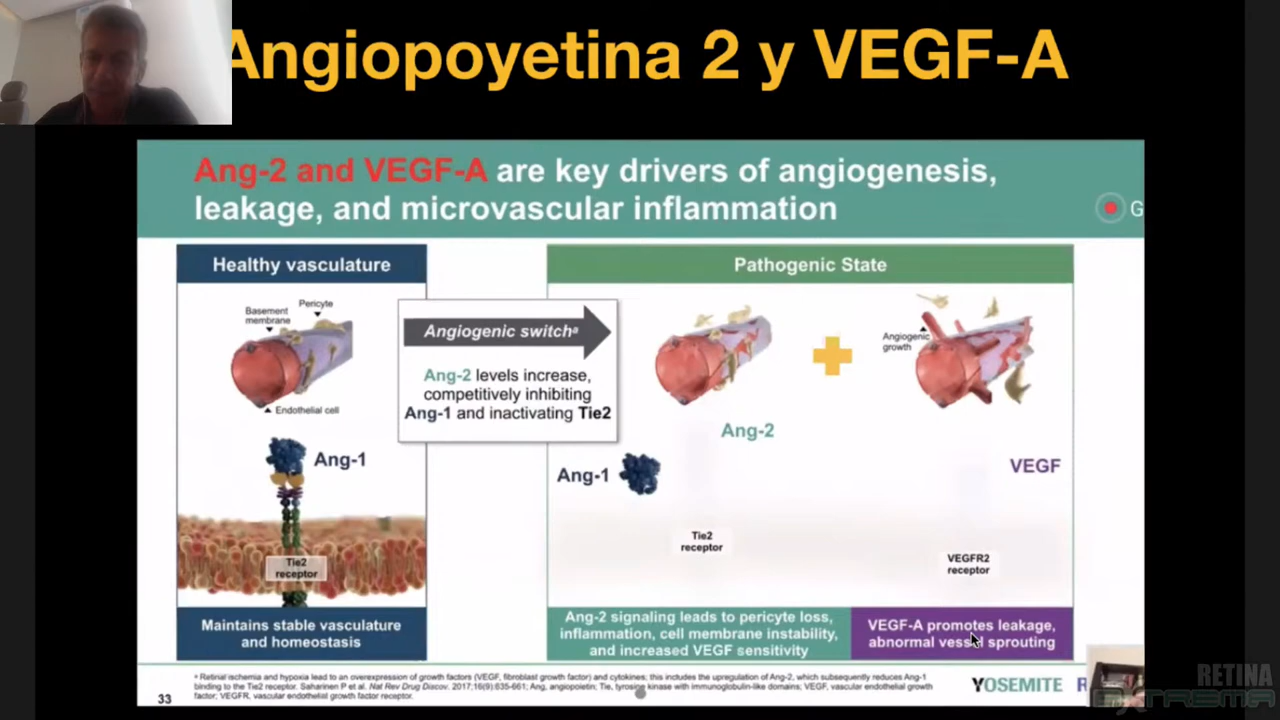 Angiopoyetina 2 y VEGF-A
Ang-2 and VEGF-A are key drivers of angiogenesis,
leakage, and microvascular inflammation
G
Healthy vasculature
Pathogenic State
Basement
membrane
Pericyte
Endothelial cell
Angiogenic switchᵃ
Ang-2 levels increase,
competitively inhibiting
Ang-1 and inactivating Tie2
Angiogenic
growth
Ang-1
Ang-2
Ang-1
VEGF
Tie2
receptor
Tie2
receptor
VEGFR2
receptor
Maintains stable vasculature
and homeostasis
Ang-2 signaling leads to pericyte loss,
inflammation, cell membrane instability,
and increased VEGF sensitivity
VEGF-A promotes leakage,
abnormal vessel sprouting
ᵃ Retinal ischemia and hypoxia lead to an overexpression of growth factors (VEGF, fibroblast growth factor) and cytokines; this includes the upregulation of Ang-2, which subsequently reduces Ang-1
binding to the Tie2 receptor. Saharinen P et al. Nat Rev Drug Discov. 2017;16(9):635-661; Ang, angiopoietin; Tie, tyrosine kinase with immunoglobulin-like domains; VEGF, vascular endothelial growth
factor; VEGFR, vascular endothelial growth factor receptor.
33
YOSEMITE
R
RETINA
EXTREMA